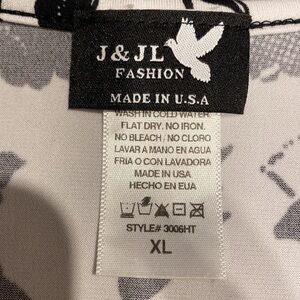 J & JL
FASHION
MADE IN U.S.A
WASH IN COLD WATER
FLAT DRY. NO IRON.
NO BLEACH / NO CLORO
LAVAR A MANO EN AGUA
FRIA O CON LAVADORA
MADE IN USA
HECHO EN EUA
STYLE# 3006HT
XL